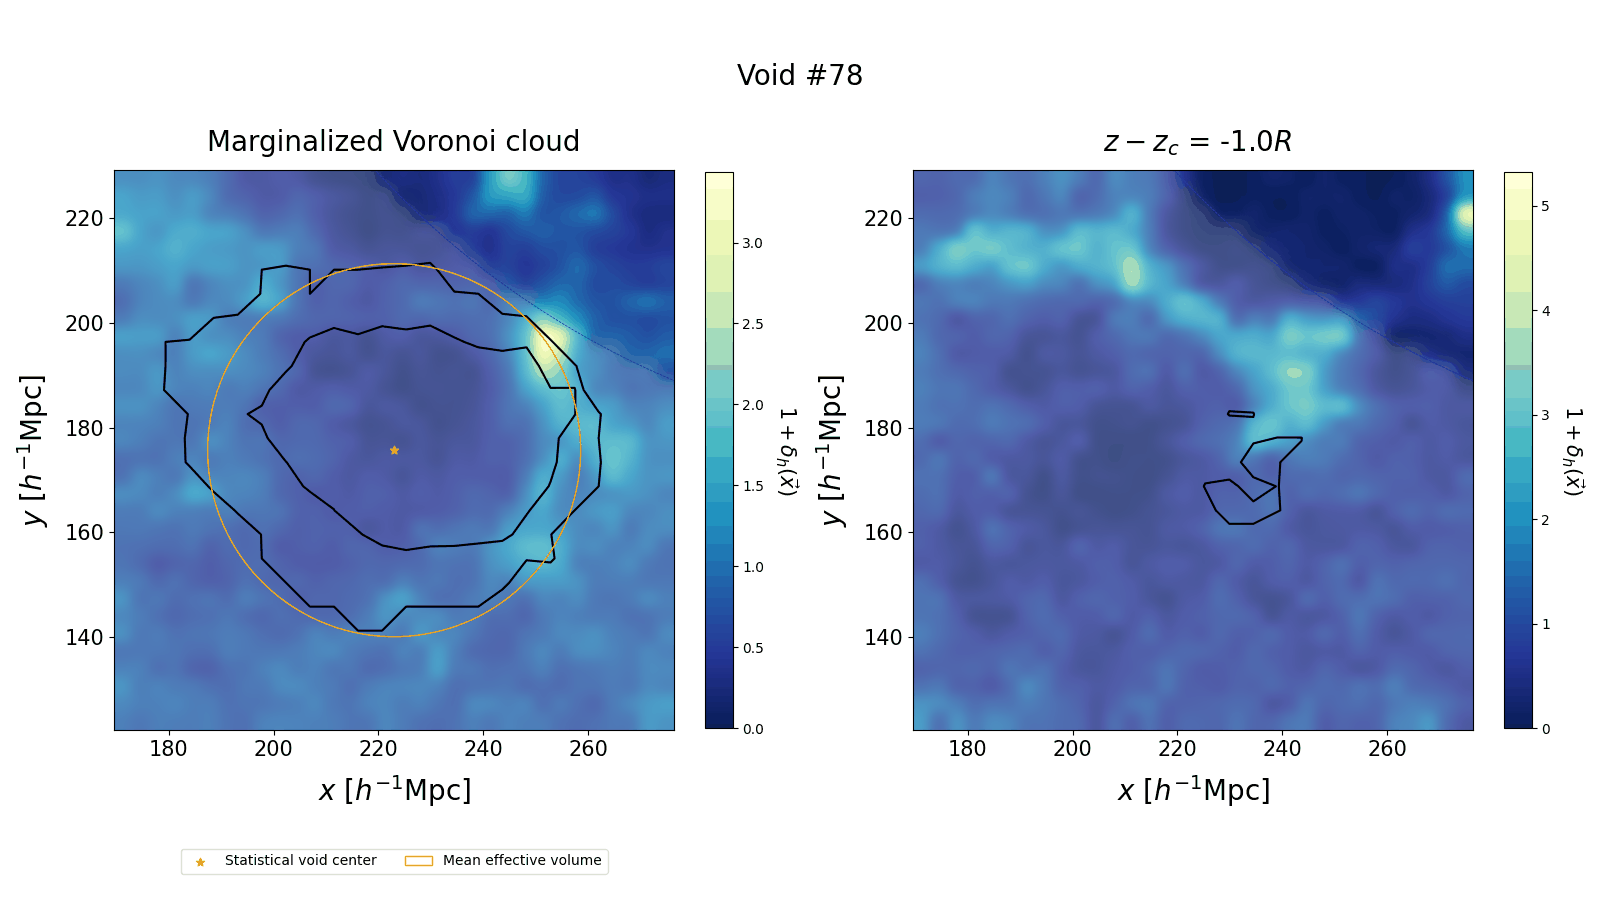 Void #78
Marginalized Voronoi cloud
z − z_c = -1.0R
220
200
180
160
140
y [h⁻¹Mpc]
180 200 220 240 260
x [h⁻¹Mpc]
3.0
2.5
2.0
1.5
1.0
0.5
0.0
1 + δ_h(x⃗)
220
200
180
160
140
y [h⁻¹Mpc]
180 200 220 240 260
x [h⁻¹Mpc]
5
4
3
2
1
0
1 + δ_h(x⃗)
Statistical void center
Mean effective volume